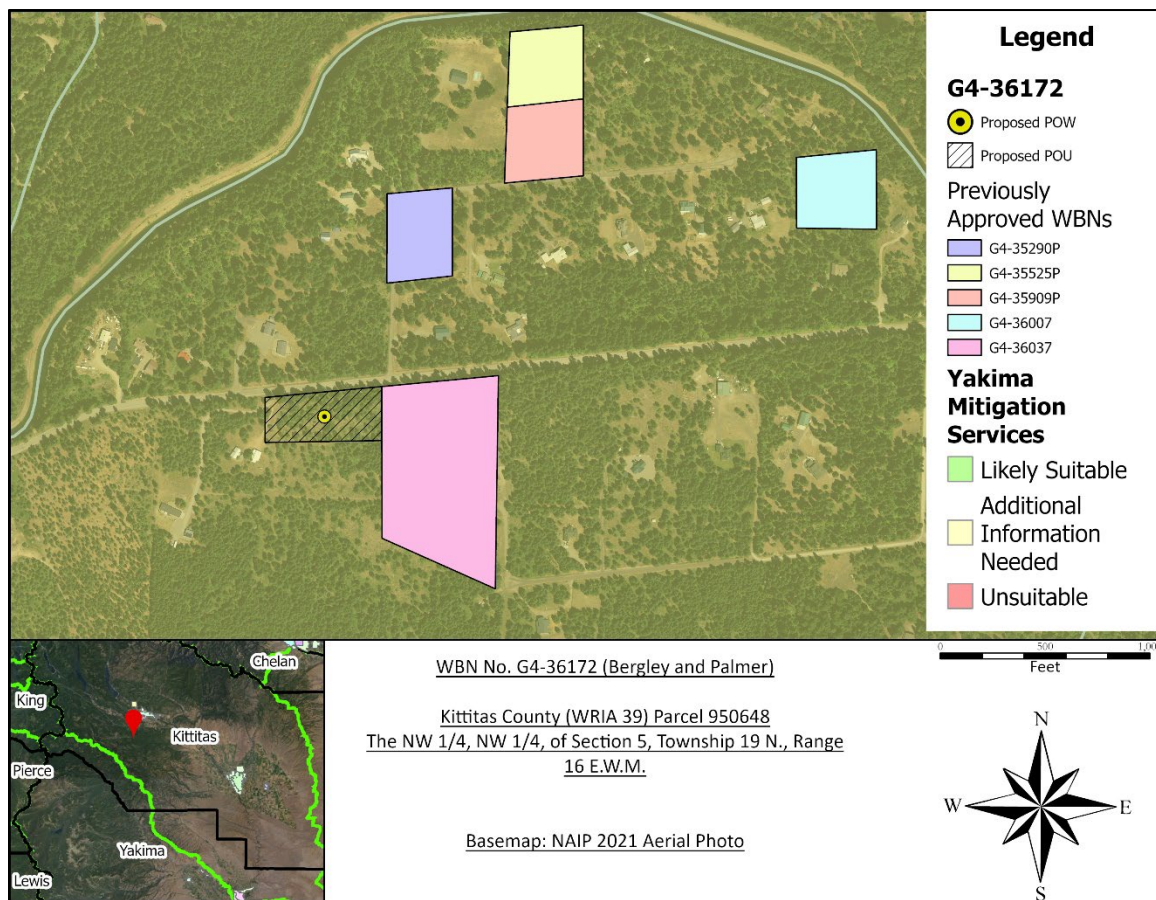 Legend
G4-36172
Proposed POW
Proposed POU
Previously
Approved WBNs
G4-35290P
G4-35525P
G4-35909P
G4-36007
G4-36037
Yakima
Mitigation
Services
Likely Suitable
Additional
Information
Needed
Unsuitable
Chelan
King
Kittitas
Pierce
Yakima
Lewis
WBN No. G4-36172 (Bergley and Palmer)
Kittitas County (WRIA 39) Parcel 950648
The NW 1/4, NW 1/4, of Section 5, Township 19 N., Range
16 E.W.M.
Basemap: NAIP 2021 Aerial Photo
0 500 1,00
Feet
N
W E
S